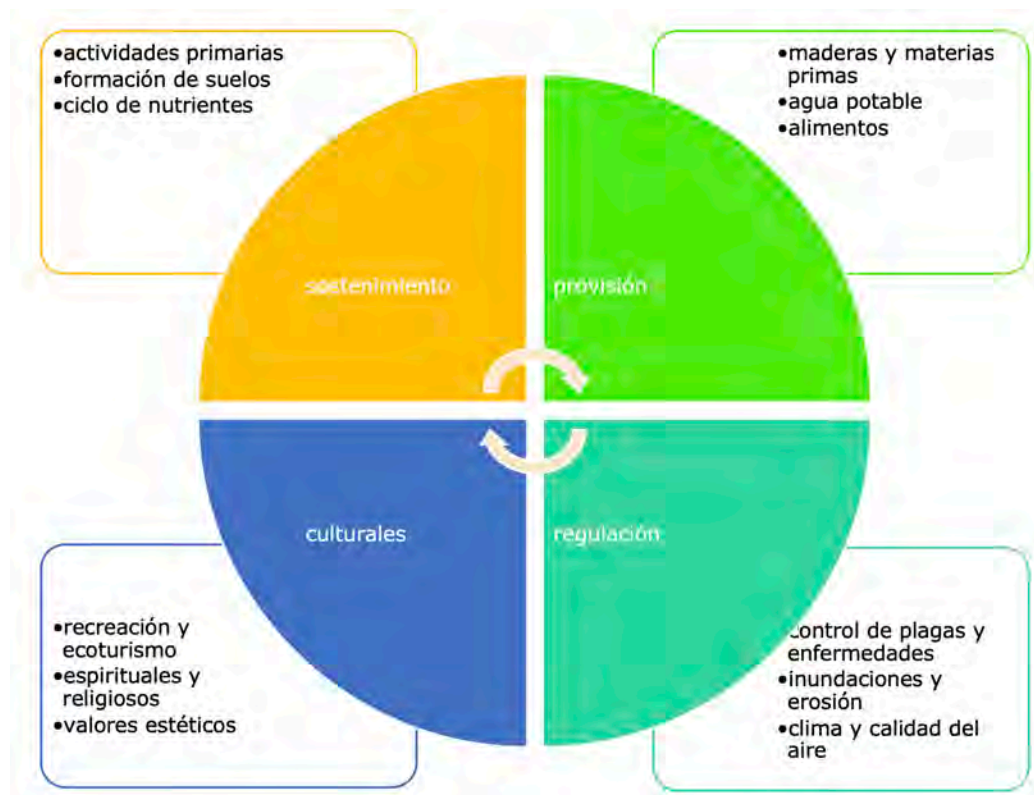 •actividades primarias
•formación de suelos
•ciclo de nutrientes
•maderas y materias
primas
•agua potable
•alimentos
sostenimiento
provisión
culturales
regulación
•recreación y
ecoturismo
•espirituales y
religiosos
•valores estéticos
control de plagas y
enfermedades
•inundaciones y
erosión
•clima y calidad del
aire